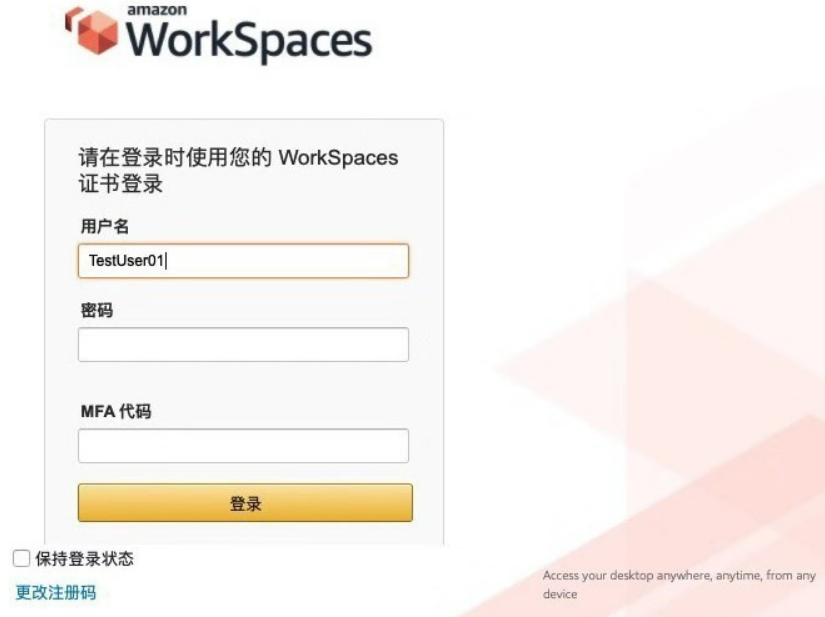 amazon
WorkSpaces
请在登录时使用您的 WorkSpaces
证书登录
用户名
TestUser01
密码
MFA 代码
登录
保持登录状态
更改注册码
Access your desktop anywhere, anytime, from any
device